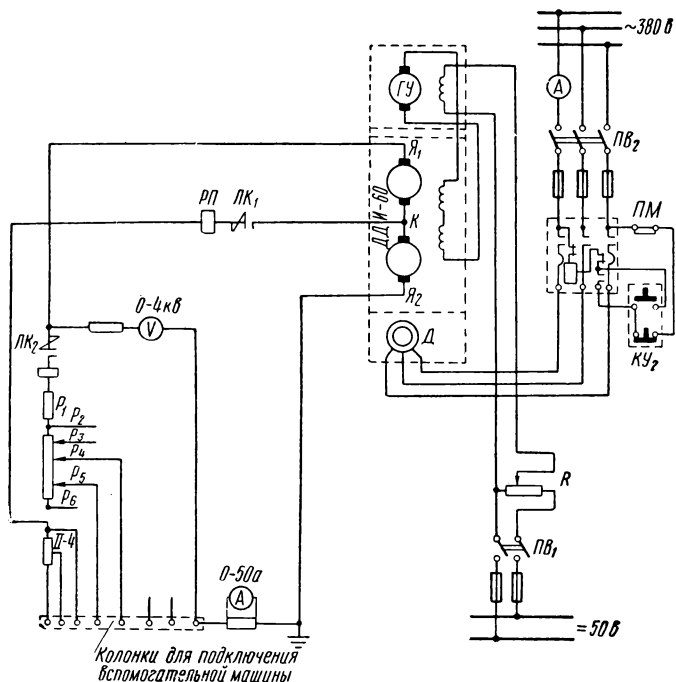 ~380 в
ГУ
A
ПВ₂
Я₁
РП
ЛК₁
К
ДДИ-60
ПМ
Я₂
0-4кв
V
ЛК₂
Д
КУ₂
Р₁
Р₂
Р₃
Р₄
Р₅
Р₆
R
II-4
ПВ₁
0-50а
A
=50 в
Колонки для подключения
вспомогательной машины